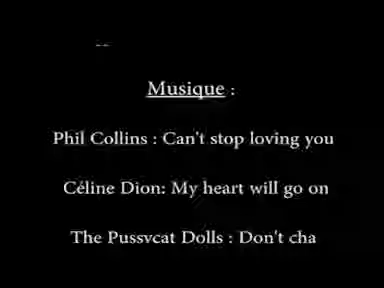 Musique :
Phil Collins : Can't stop loving you
Céline Dion: My heart will go on
The Pussycat Dolls : Don't cha